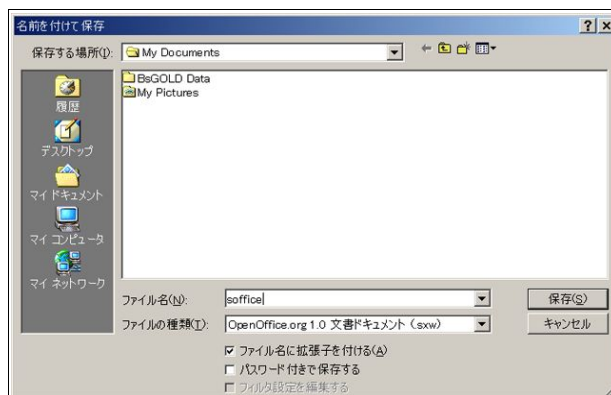 名前を付けて保存
保存する場所(I): My Documents
BsGOLD Data
My Pictures
履歴
デスクトップ
マイ ドキュメント
マイ コンピュータ
マイ ネットワーク
ファイル名(N): soffice 保存(S)
ファイルの種類(T): OpenOffice.org 1.0 文書ドキュメント (.sxw) キャンセル
ファイル名に拡張子を付ける(A)
パスワード付きで保存する
フィルタ設定を編集する